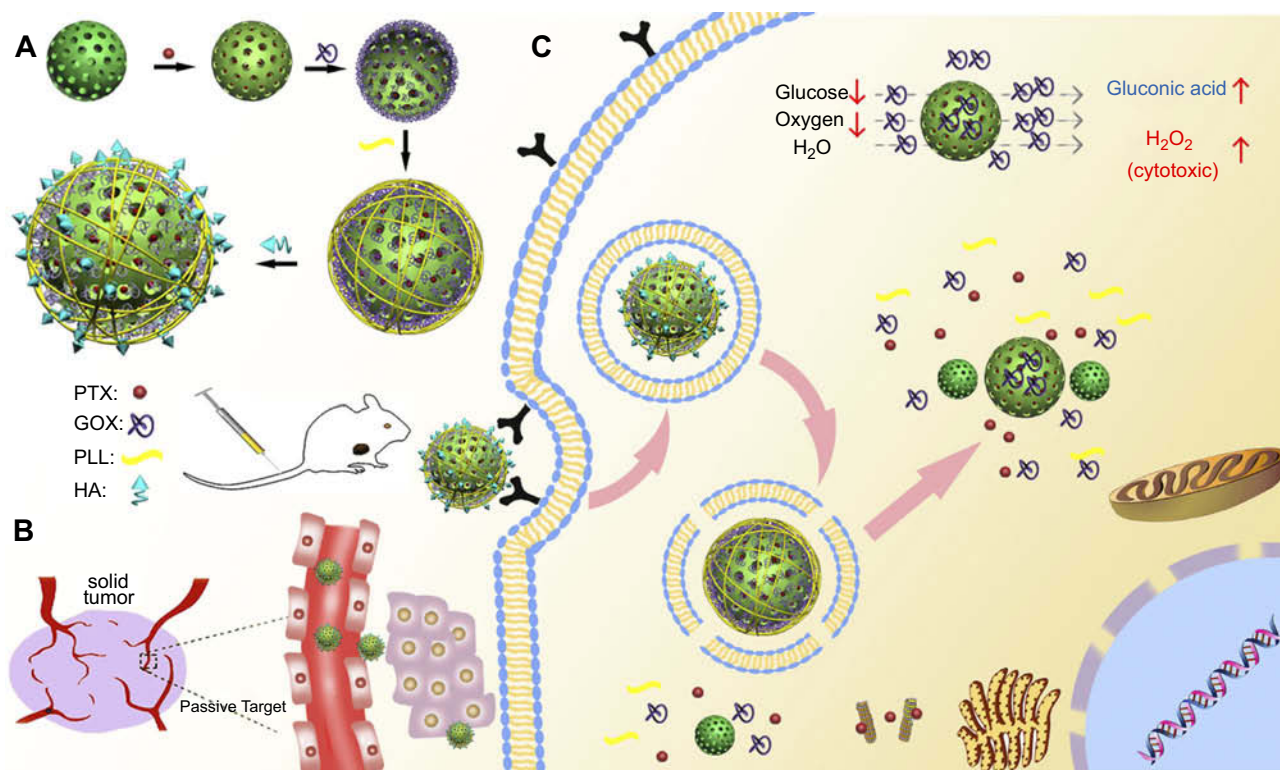 A
PTX:
GOX:
PLL:
HA:
B
solid
tumor
Passive Target
C
Glucose
Oxygen
H₂O
Gluconic acid
H₂O₂
(cytotoxic)